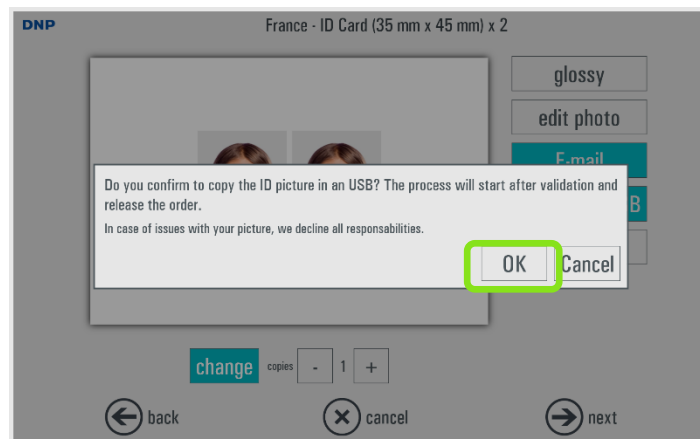 DNP
France - ID Card (35 mm x 45 mm) x 2
glossy
edit photo
E-mail
B
Do you confirm to copy the ID picture in an USB? The process will start after validation and
release the order.
In case of issues with your picture, we decline all responsabilities.
OK
Cancel
change copies - 1 +
back
cancel
next